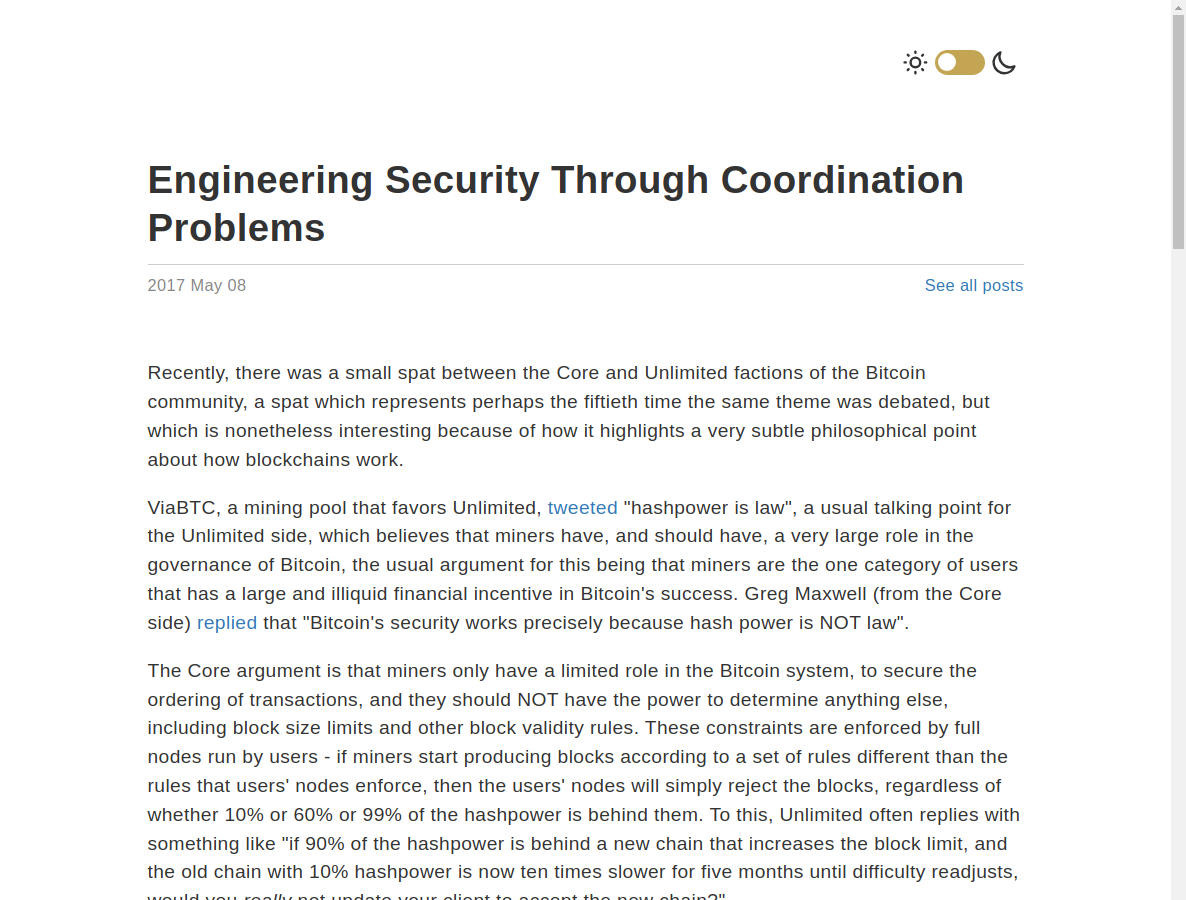 Engineering Security Through Coordination
Problems
2017 May 08
See all posts
Recently, there was a small spat between the Core and Unlimited factions of the Bitcoin
community, a spat which represents perhaps the fiftieth time the same theme was debated, but
which is nonetheless interesting because of how it highlights a very subtle philosophical point
about how blockchains work.
ViaBTC, a mining pool that favors Unlimited, tweeted "hashpower is law", a usual talking point for
the Unlimited side, which believes that miners have, and should have, a very large role in the
governance of Bitcoin, the usual argument for this being that miners are the one category of users
that has a large and illiquid financial incentive in Bitcoin's success. Greg Maxwell (from the Core
side) replied that "Bitcoin's security works precisely because hash power is NOT law".
The Core argument is that miners only have a limited role in the Bitcoin system, to secure the
ordering of transactions, and they should NOT have the power to determine anything else,
including block size limits and other block validity rules. These constraints are enforced by full
nodes run by users - if miners start producing blocks according to a set of rules different than the
rules that users' nodes enforce, then the users' nodes will simply reject the blocks, regardless of
whether 10% or 60% or 99% of the hashpower is behind them. To this, Unlimited often replies with
something like "if 90% of the hashpower is behind a new chain that increases the block limit, and
the old chain with 10% hashpower is now ten times slower for five months until difficulty readjusts,
would you really not update your client to accept the new chain?"